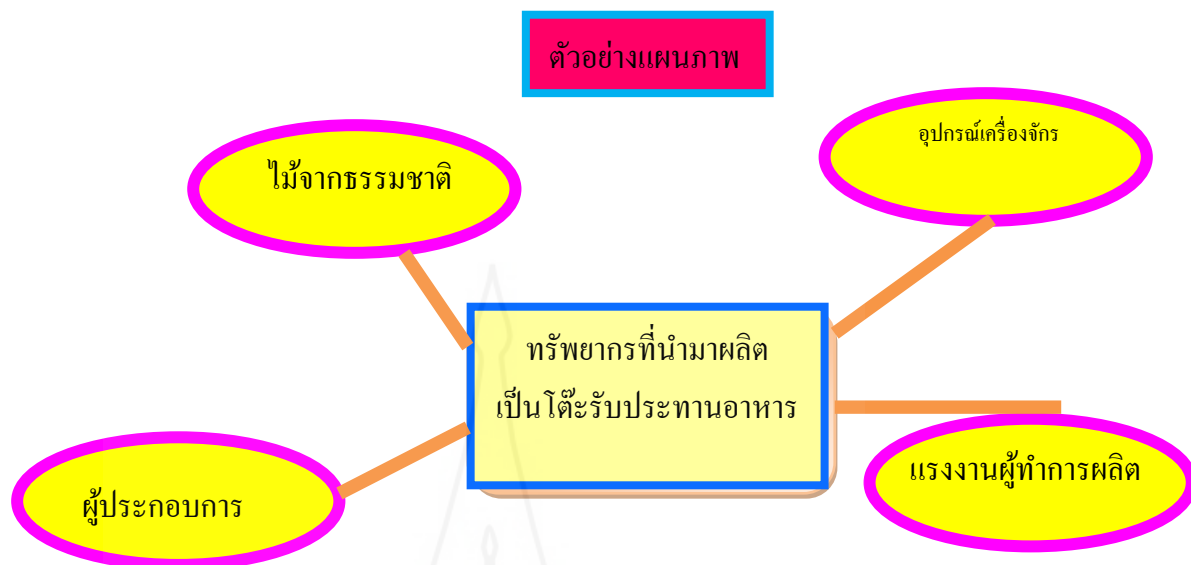 ตัวอย่างแผนภาพ
อุปกรณ์เครื่องจักร
ไม้จากธรรมชาติ
ทรัพยากรที่นำมาผลิต
เป็นโต๊ะรับประทานอาหาร
แรงงานผู้ทำการผลิต
ผู้ประกอบการ